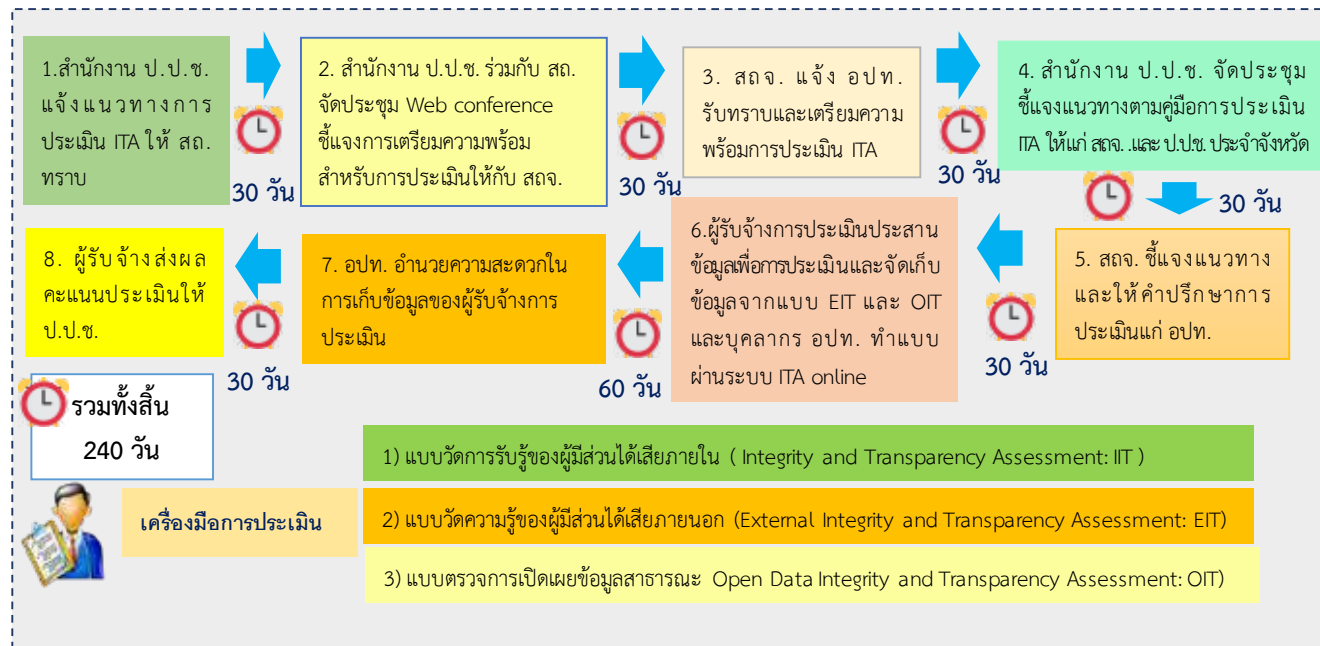 1.สำนักงาน ป.ป.ช.
แจ้งแนวทางการ
ประเมิน ITA ให้ สถ.
ทราบ
30 วัน
2. สำนักงาน ป.ป.ช. ร่วมกับ สถ.
จัดประชุม Web conference
ชี้แจงการเตรียมความพร้อม
สำหรับการประเมินให้กับ สถจ.
30 วัน
3. สถจ. แจ้ง อปท.
รับทราบและเตรียมความ
พร้อมการประเมิน ITA
30 วัน
4. สำนักงาน ป.ป.ช. จัดประชุม
ชี้แจงแนวทางตามคู่มือการประเมิน
ITA ให้แก่ สถจ. .และ ป.ป.ช. ประจำจังหวัด
30 วัน
5. สถจ. ชี้แจงแนวทาง
และให้คำปรึกษาการ
ประเมินแก่ อปท.
30 วัน
6.ผู้รับจ้างการประเมินประสาน
ข้อมูลเพื่อการประเมินและจัดเก็บ
ข้อมูลจากแบบ EIT และ OIT
และบุคลากร อปท. ทำแบบ
ผ่านระบบ ITA online
60 วัน
7. อปท. อำนวยความสะดวกใน
การเก็บข้อมูลของผู้รับจ้างการ
ประเมิน
30 วัน
8. ผู้รับจ้างส่งผล
คะแนนประเมินให้
ป.ป.ช.
รวมทั้งสิ้น
240 วัน
เครื่องมือการประเมิน
1) แบบวัดการรับรู้ของผู้มีส่วนได้เสียภายใน ( Integrity and Transparency Assessment: IIT )
2) แบบวัดความรู้ของผู้มีส่วนได้เสียภายนอก (External Integrity and Transparency Assessment: EIT)
3) แบบตรวจการเปิดเผยข้อมูลสาธารณะ Open Data Integrity and Transparency Assessment: OIT)